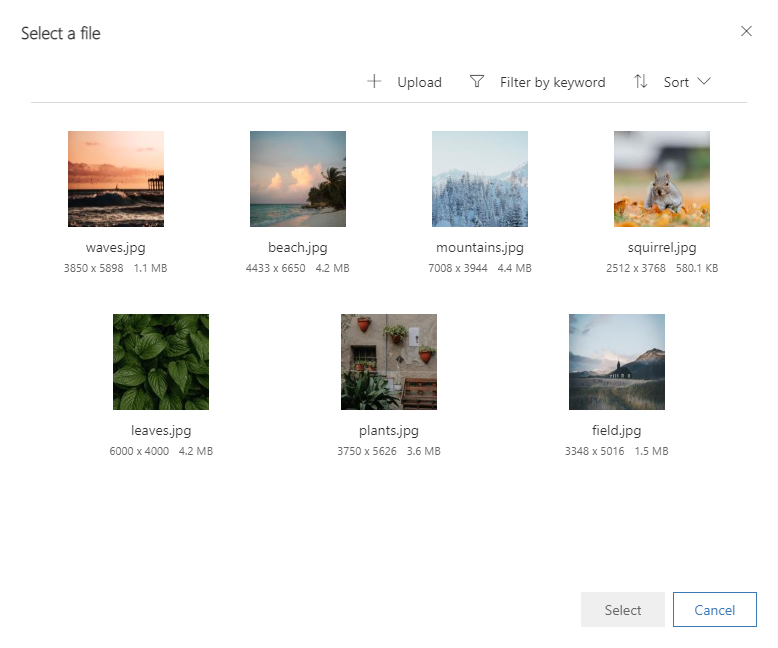 Select a file
Upload Filter by keyword Sort
waves.jpg beach.jpg mountains.jpg squirrel.jpg
3850 x 5898 1.1 MB 4433 x 6650 4.2 MB 7008 x 3944 4.4 MB 2512 x 3768 580.1 KB
leaves.jpg plants.jpg field.jpg
6000 x 4000 4.2 MB 3750 x 5626 3.6 MB 3348 x 5016 1.5 MB
Select Cancel